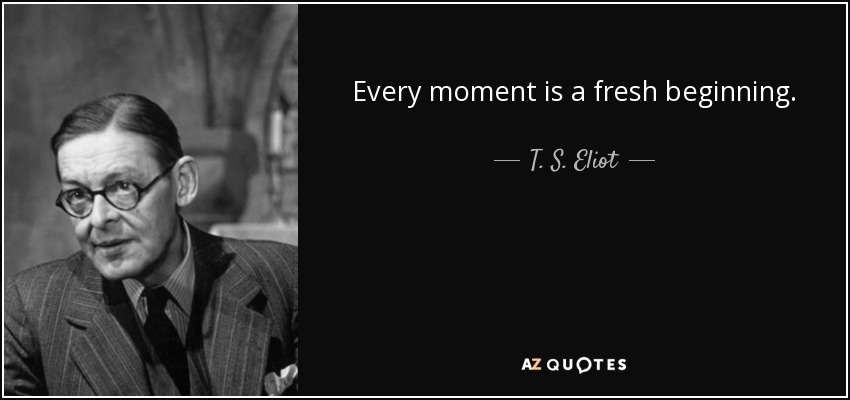 Every moment is a fresh beginning.
— T. S. Eliot —
AZ QUOTES